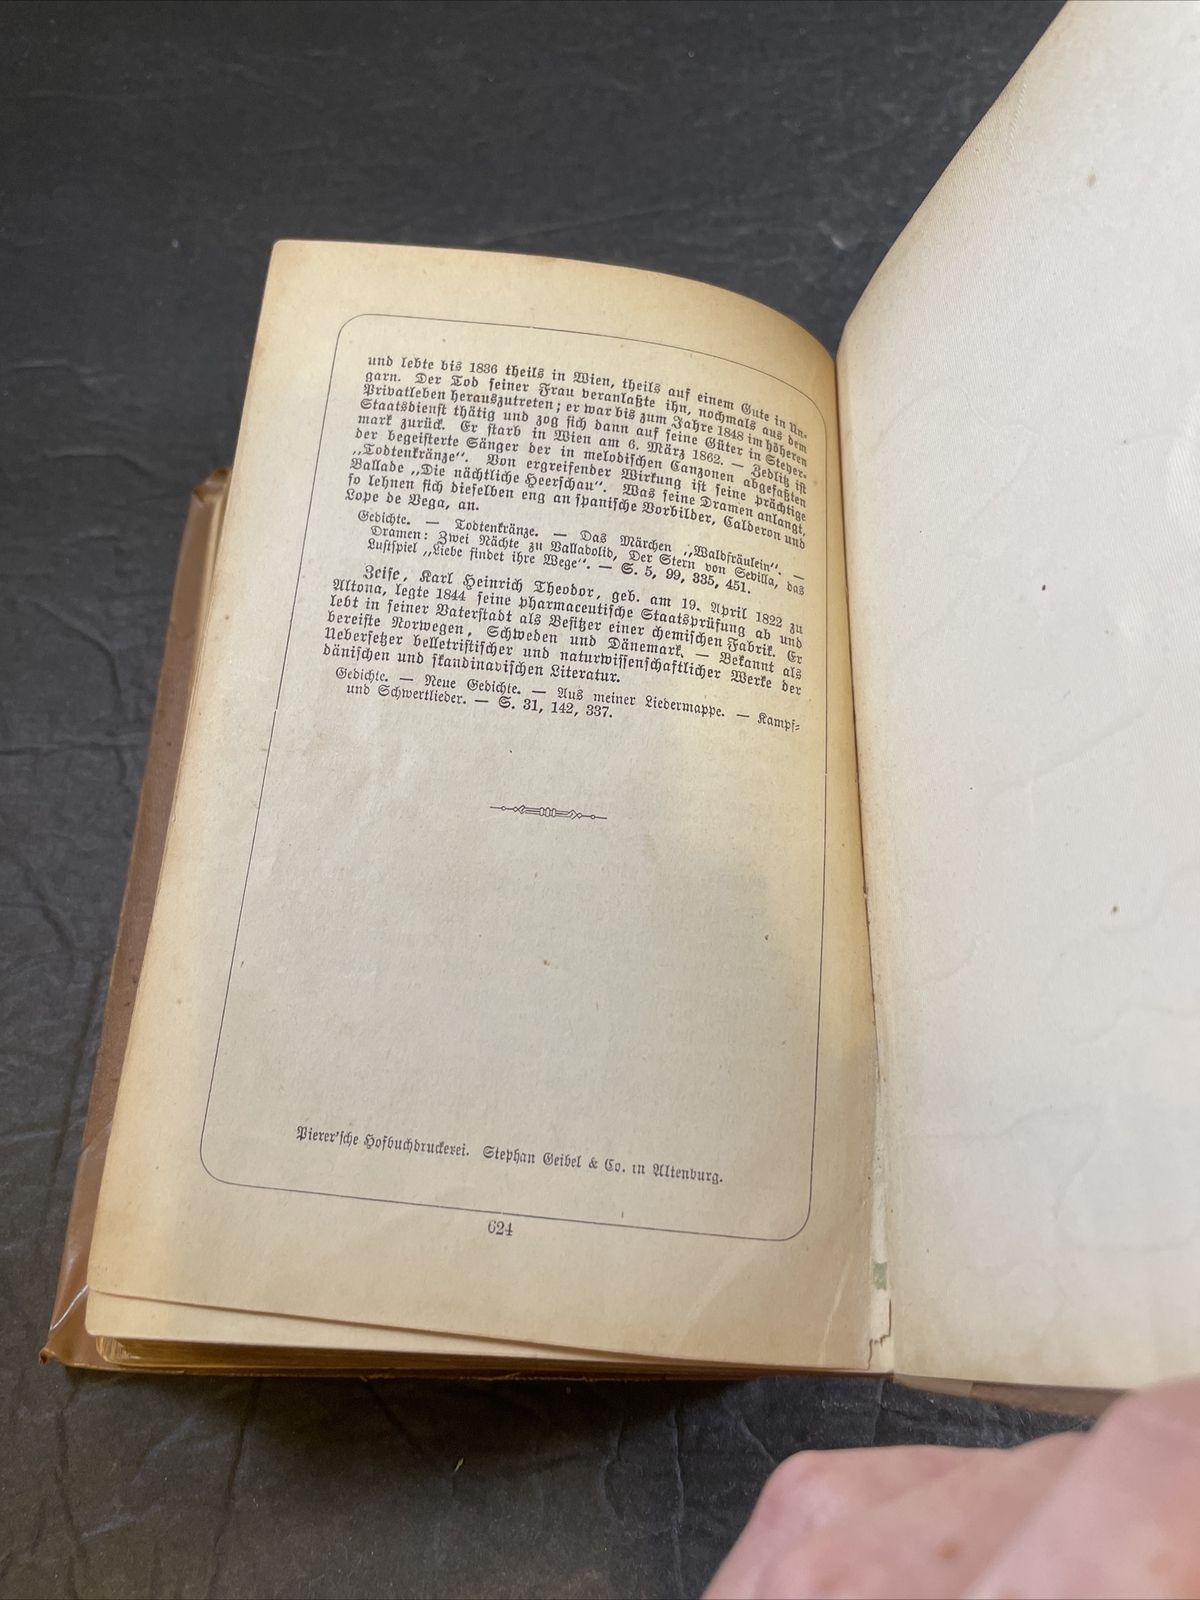 und lebte bis 1836 theils in Wien, theils auf einem Gute in Un-
garn. Der Tod seiner Frau veranlaßte ihn, nochmals aus dem
Privatleben herauszutreten; er war bis zum Jahre 1848 im höheren
Staatsdienst thätig und zog sich dann auf seine Güter in Steyer-
mark zurück. Er starb in Wien am 6. März 1862. — Zedlitz ist
der begeisterte Sänger der in melodischen Canzonen abgefaßten
„Todtenkränze“. Von ergreifender Wirkung ist seine prächtige
Ballade „Die nächtliche Heerschau“. Was seine Dramen anlangt,
so lehnen sich dieselben eng an spanische Vorbilder, Calderon und
Lope de Vega, an.
Gedichte. — Todtenkränze. — Das Märchen „Waldfräulein“. —
Dramen: Zwei Nächte zu Valladolid, Der Stern von Sevilla, das
Lustspiel „Liebe findet ihre Wege“. — S. 5, 99, 335, 451.
Zeise, Karl Heinrich Theodor, geb. am 19. April 1822 zu
Altona, legte 1844 seine pharmaceutische Staatsprüfung ab und
lebt in seiner Vaterstadt als Besitzer einer chemischen Fabrik. Er
bereiste Norwegen, Schweden und Dänemark. — Bekannt als
Uebersetzer belletristischer und naturwissenschaftlicher Werke der
dänischen und skandinavischen Literatur.
Gedichte. — Neue Gedichte. — Aus meiner Liedermappe. — Kampf-
und Schwertlieder. — S. 31, 142, 337.
Pierer'sche Hofbuchdruckerei. Stephan Geibel & Co. in Altenburg.
624